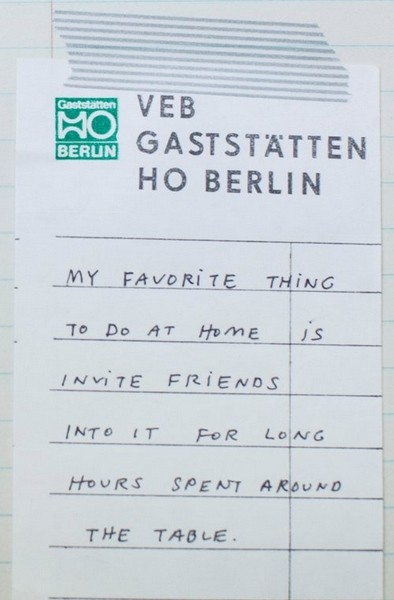 Gaststätten
HO
BERLIN
VEB
GASTSTÄTTEN
HO BERLIN
MY FAVORITE THING
TO DO AT HOME IS
INVITE FRIENDS
INTO IT FOR LONG
HOURS SPENT AROUND
THE TABLE.